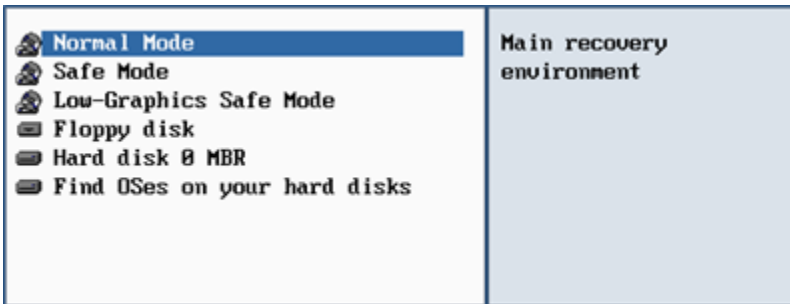 Normal Mode
Safe Mode
Low-Graphics Safe Mode
Floppy disk
Hard disk 0 MBR
Find OSes on your hard disks
Main recovery
environment